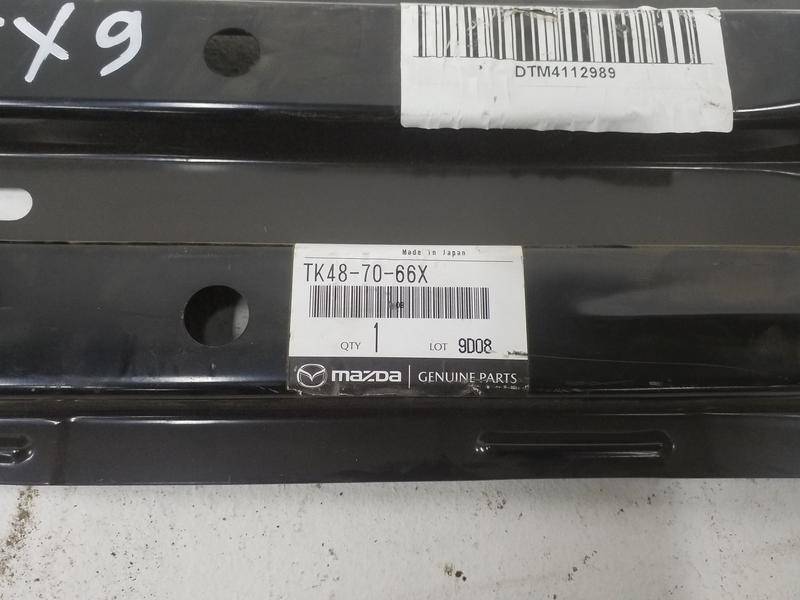 X9
DTM4112989
Made in Japan
TK48-70-66X
QTY 1 LOT 9D08
mazda GENUINE PARTS